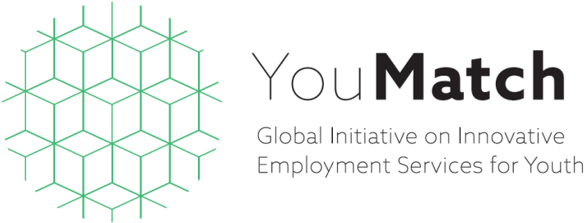 YouMatch
Global Initiative on Innovative
Employment Services for Youth